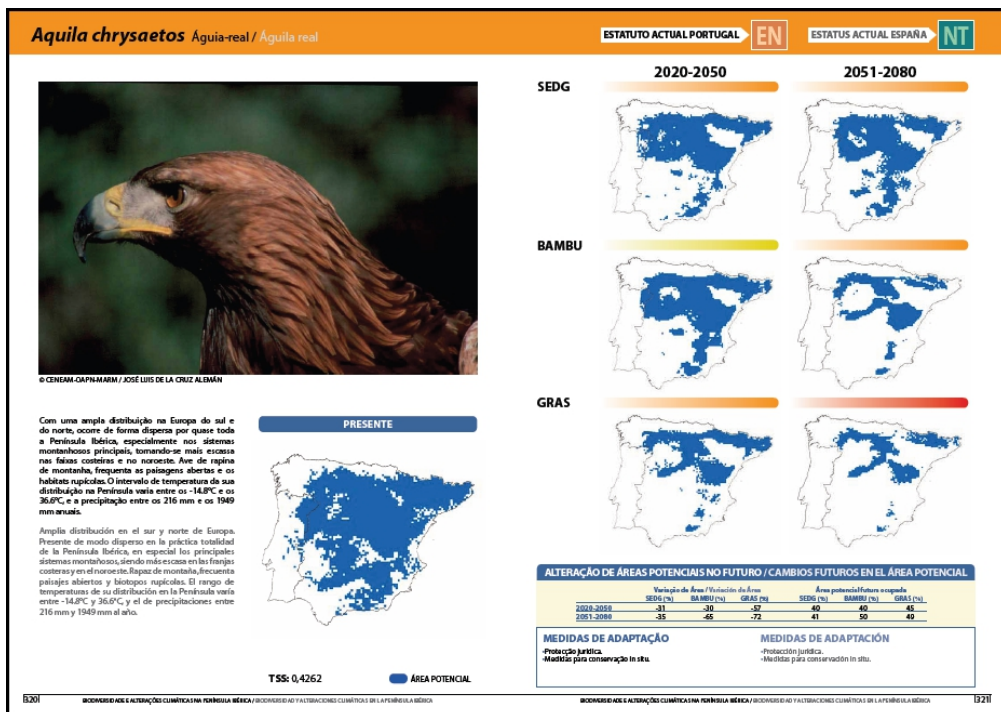 Aquila chrysaetos Águia-real / Águila real
© CENEAM-OAPN-MARM / JOSÉ LUIS DE LA CRUZ ALEMÁN
Com uma ampla distribuição na Europa do sul e
do norte, ocorre de forma dispersa por quase toda
a Península Ibérica, especialmente nos sistemas
montanhosos principais, tornando-se mais escassa
nas faixas costeiras e no noroeste. Ave de rapina
de montanha, frequenta as paisagens abertas e os
habitats rupícolas. O intervalo de temperatura da sua
distribuição na Península varia entre os -14.8ºC e os
36.6ºC, e a precipitação entre os 216 mm e os 1949
mm anuais.
Amplia distribución en el sur y norte de Europa.
Presente de modo disperso en la práctica totalidad
de la Península Ibérica, en especial los principales
sistemas montañosos, siendo más escasa en las franjas
costeras y en el noroeste. Rapaz de montaña, frecuenta
paisajes abiertos y biotopos rupícolas. El rango de
temperaturas de su distribución en la Península varía
entre -14.8ºC y 36.6ºC, y el de precipitaciones entre
216 mm y 1949 mm al año.
PRESENTE
TSS: 0,4262
ÁREA POTENCIAL
320
BIODIVERSIDADE E ALTERAÇÕES CLIMÁTICAS NA PENÍNSULA IBÉRICA / BIODIVERSIDAD Y ALTERACIONES CLIMÁTICAS EN LA PENÍNSULA IBÉRICA
ESTATUTO ACTUAL PORTUGAL EN
ESTATUS ACTUAL ESPAÑA NT
2020-2050 2051-2080
SEDG
BAMBU
GRAS
ALTERAÇÃO DE ÁREAS POTENCIAIS NO FUTURO / CAMBIOS FUTUROS EN EL ÁREA POTENCIAL
Variação de Área / Variación de Área Área potencial futura ocupada
SEDG (%) BAMBU (%) GRAS (%) SEDG (%) BAMBU (%) GRAS (%)
2020-2050 -31 -30 -57 40 40 45
2051-2080 -35 -65 -72 41 50 49
MEDIDAS DE ADAPTAÇÃO
-Protecção jurídica.
-Medidas para conservação in situ.
MEDIDAS DE ADAPTACIÓN
-Protección jurídica.
-Medidas para conservación in situ.
BIODIVERSIDADE E ALTERAÇÕES CLIMÁTICAS NA PENÍNSULA IBÉRICA / BIODIVERSIDAD Y ALTERACIONES CLIMÁTICAS EN LA PENÍNSULA IBÉRICA
321